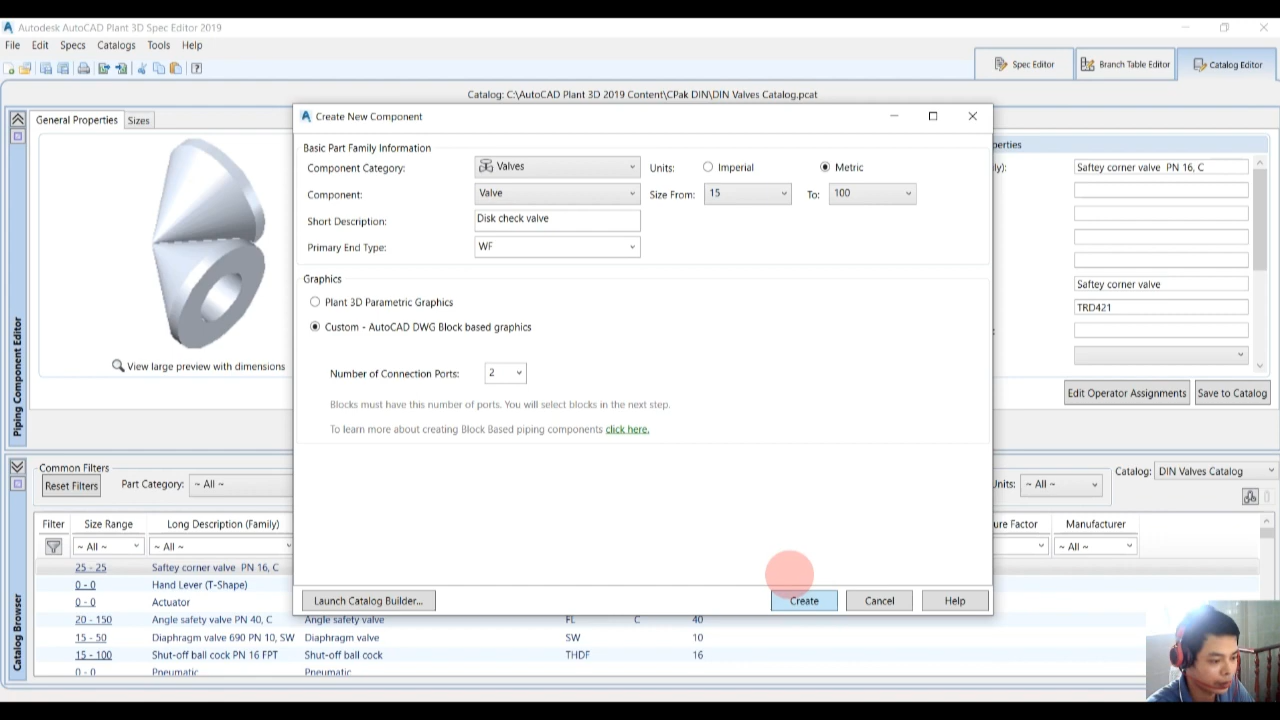 Autodesk AutoCAD Plant 3D Spec Editor 2019
File Edit Specs Catalogs Tools Help
Spec Editor Branch Table Editor Catalog Editor
Catalog: C:\AutoCAD Plant 3D 2019 Content\CPak DIN\DIN Valves Catalog.pcat
General Properties Sizes
View large preview with dimensions
Piping Component Editor
Create New Component
Basic Part Family Information
Component Category: Valves Units: Imperial Metric
Component: Valve Size From: 15 To: 100
Short Description: Disk check valve
Primary End Type: WF
Graphics
Plant 3D Parametric Graphics
Custom - AutoCAD DWG Block based graphics
Number of Connection Ports: 2
Blocks must have this number of ports. You will select blocks in the next step.
To learn more about creating Block Based piping components click here.
Launch Catalog Builder... Create Cancel Help
perties
ly): Saftey corner valve PN 16, C
Saftey corner valve
TRD421
Edit Operator Assignments Save to Catalog
Common Filters
Reset Filters Part Category: ~ All ~
Jnits: ~ All ~ Catalog: DIN Valves Catalog
Filter Size Range Long Description (Family) ure Factor Manufacturer
~ All ~ ~ All ~ ~ All ~
25 - 25 Saftey corner valve PN 16, C
0 - 0 Hand Lever (T-Shape)
0 - 0 Actuator
20 - 150 Angle safety valve PN 40, C Angle safety valve FL C 40
15 - 50 Diaphragm valve 690 PN 10, SW Diaphragm valve SW 10
15 - 100 Shut-off ball cock PN 16 FPT Shut-off ball cock THDF 16
0 - 0 Pneumatic Pneumatic
Catalog Browser